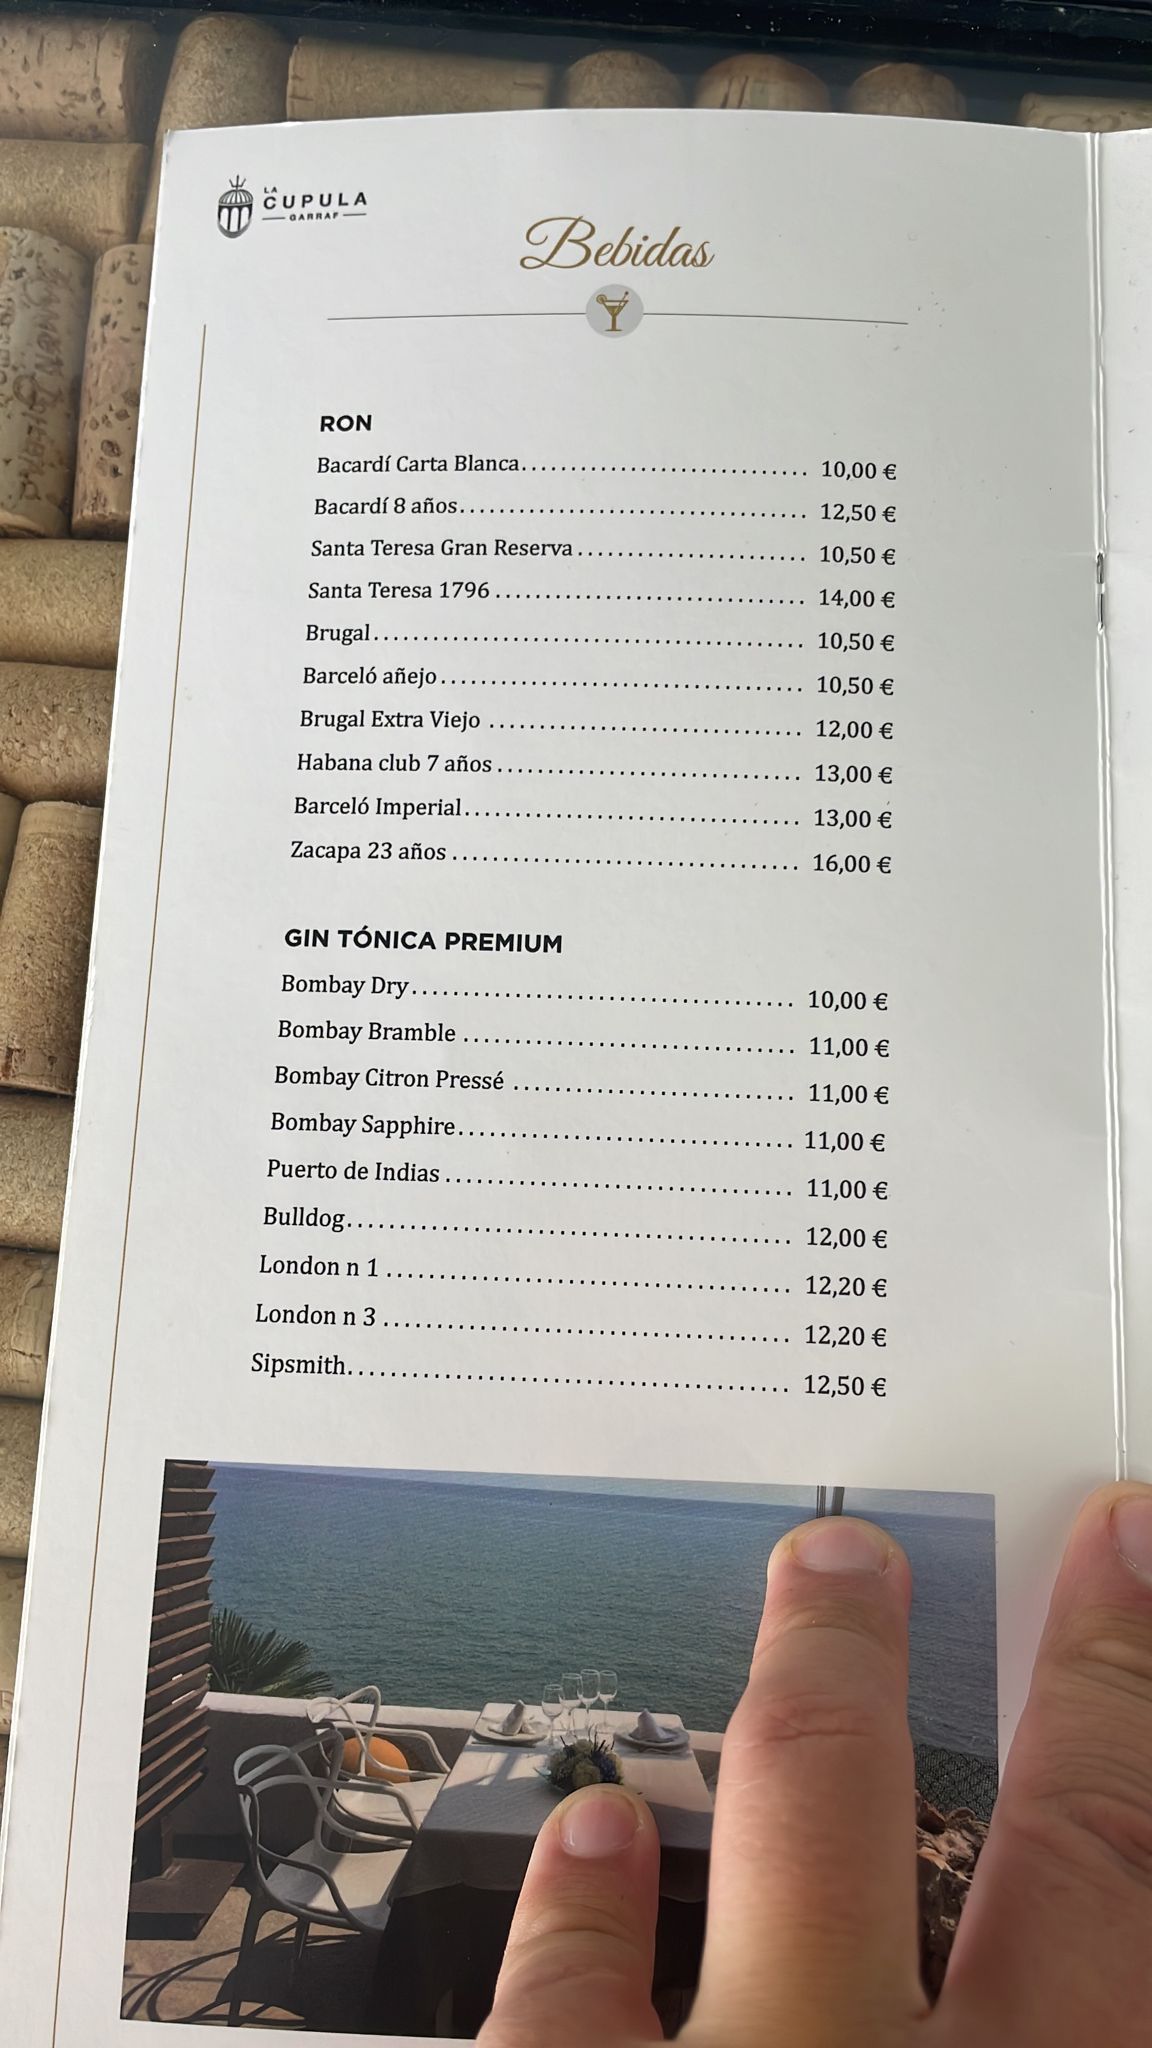 LA
CUPULA
GARRAF
Bebidas
RON
Bacardí Carta Blanca............................ 10,00 €
Bacardí 8 años.................................... 12,50 €
Santa Teresa Gran Reserva....................... 10,50 €
Santa Teresa 1796................................ 14,00 €
Brugal............................................. 10,50 €
Barceló añejo...................................... 10,50 €
Brugal Extra Viejo................................ 12,00 €
Habana club 7 años............................... 13,00 €
Barceló Imperial................................... 13,00 €
Zacapa 23 años.................................... 16,00 €
GIN TÓNICA PREMIUM
Bombay Dry........................................ 10,00 €
Bombay Bramble................................... 11,00 €
Bombay Citron Pressé............................. 11,00 €
Bombay Sapphire.................................. 11,00 €
Puerto de Indias................................... 11,00 €
Bulldog............................................. 12,00 €
London n 1......................................... 12,20 €
London n 3......................................... 12,20 €
Sipsmith............................................ 12,50 €